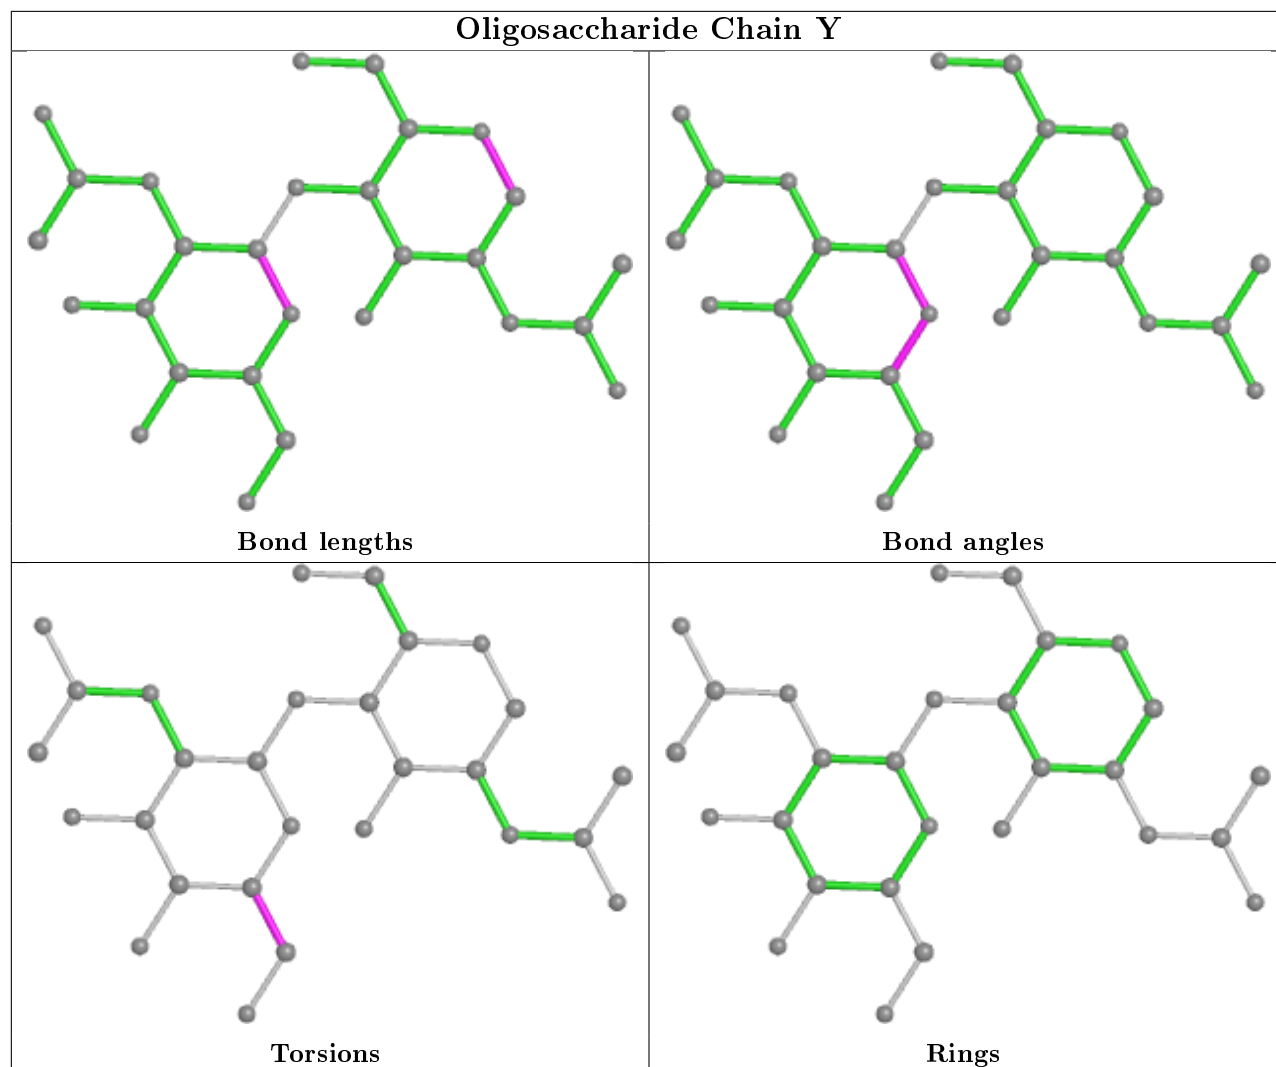 Oligosaccharide Chain Y
Bond lengths
Bond angles
Torsions
Rings